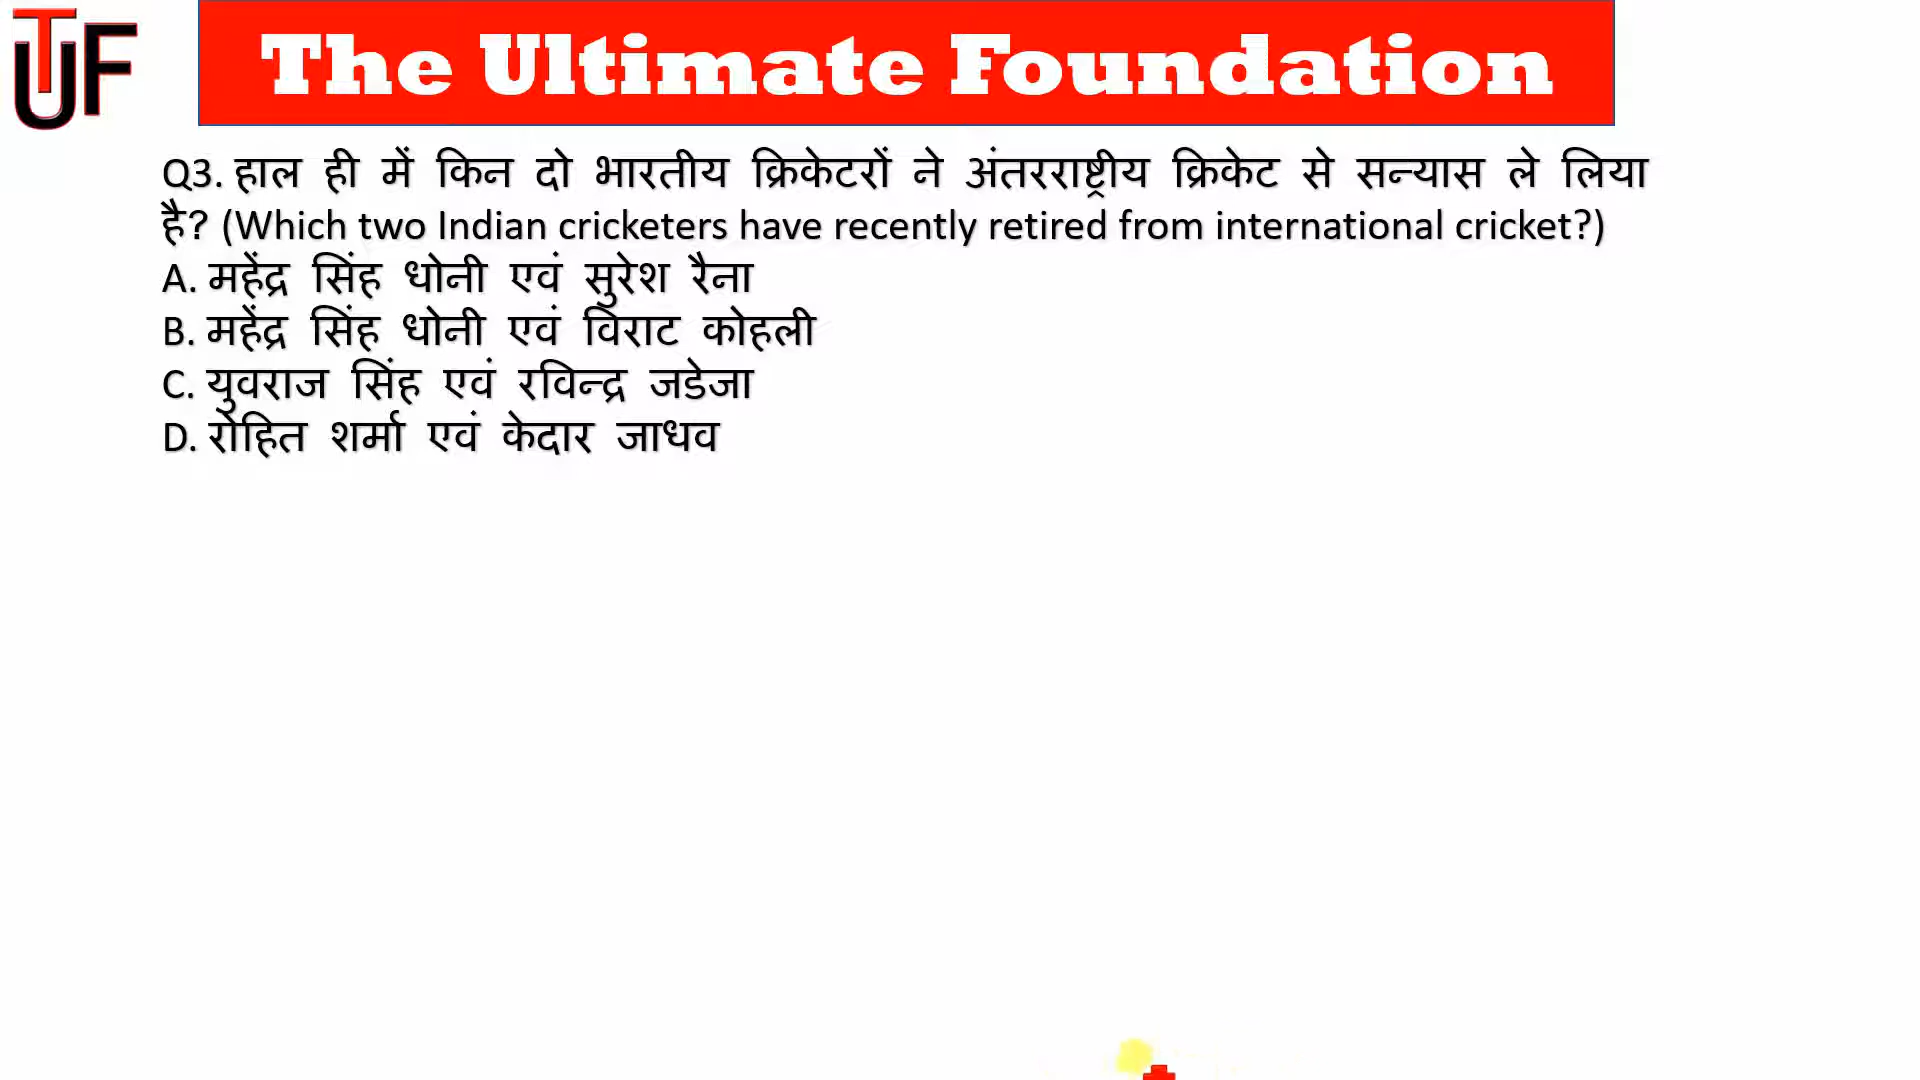 TUF
The Ultimate Foundation
Q3. हाल ही में किन दो भारतीय क्रिकेटरों ने अंतरराष्ट्रीय क्रिकेट से सन्यास ले लिया
है? (Which two Indian cricketers have recently retired from international cricket?)
A. महेंद्र सिंह धोनी एवं सुरेश रैना
B. महेंद्र सिंह धोनी एवं विराट कोहली
C. युवराज सिंह एवं रविन्द्र जडेजा
D. रोहित शर्मा एवं केदार जाधव